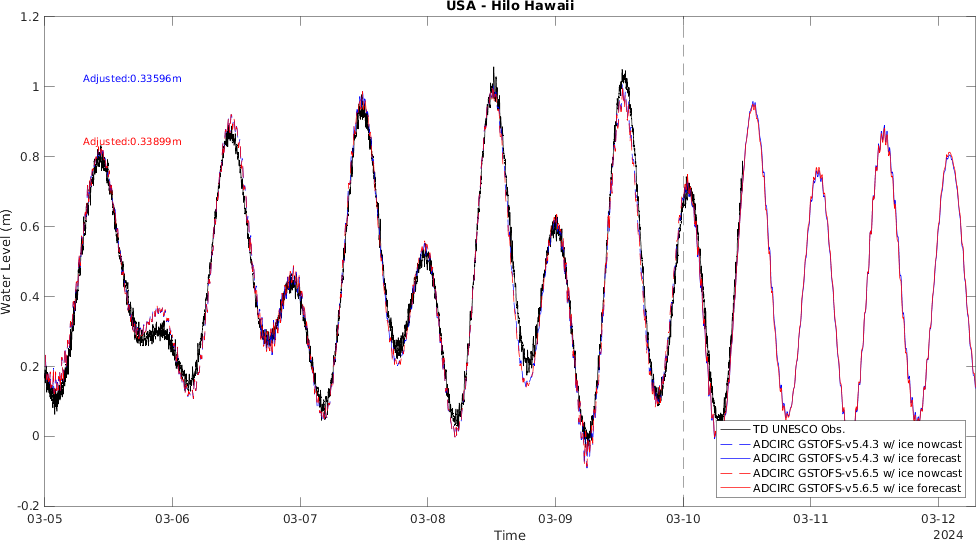 USA - Hilo Hawaii
1.2
1
0.8
0.6
0.4
0.2
0
-0.2
Water Level (m)
Adjusted:0.33596m
Adjusted:0.33899m
TD UNESCO Obs.
ADCIRC GSTOFS-v5.4.3 w/ ice nowcast
ADCIRC GSTOFS-v5.4.3 w/ ice forecast
ADCIRC GSTOFS-v5.6.5 w/ ice nowcast
ADCIRC GSTOFS-v5.6.5 w/ ice forecast
03-05 03-06 03-07 03-08 03-09 03-10 03-11 03-12
Time
2024